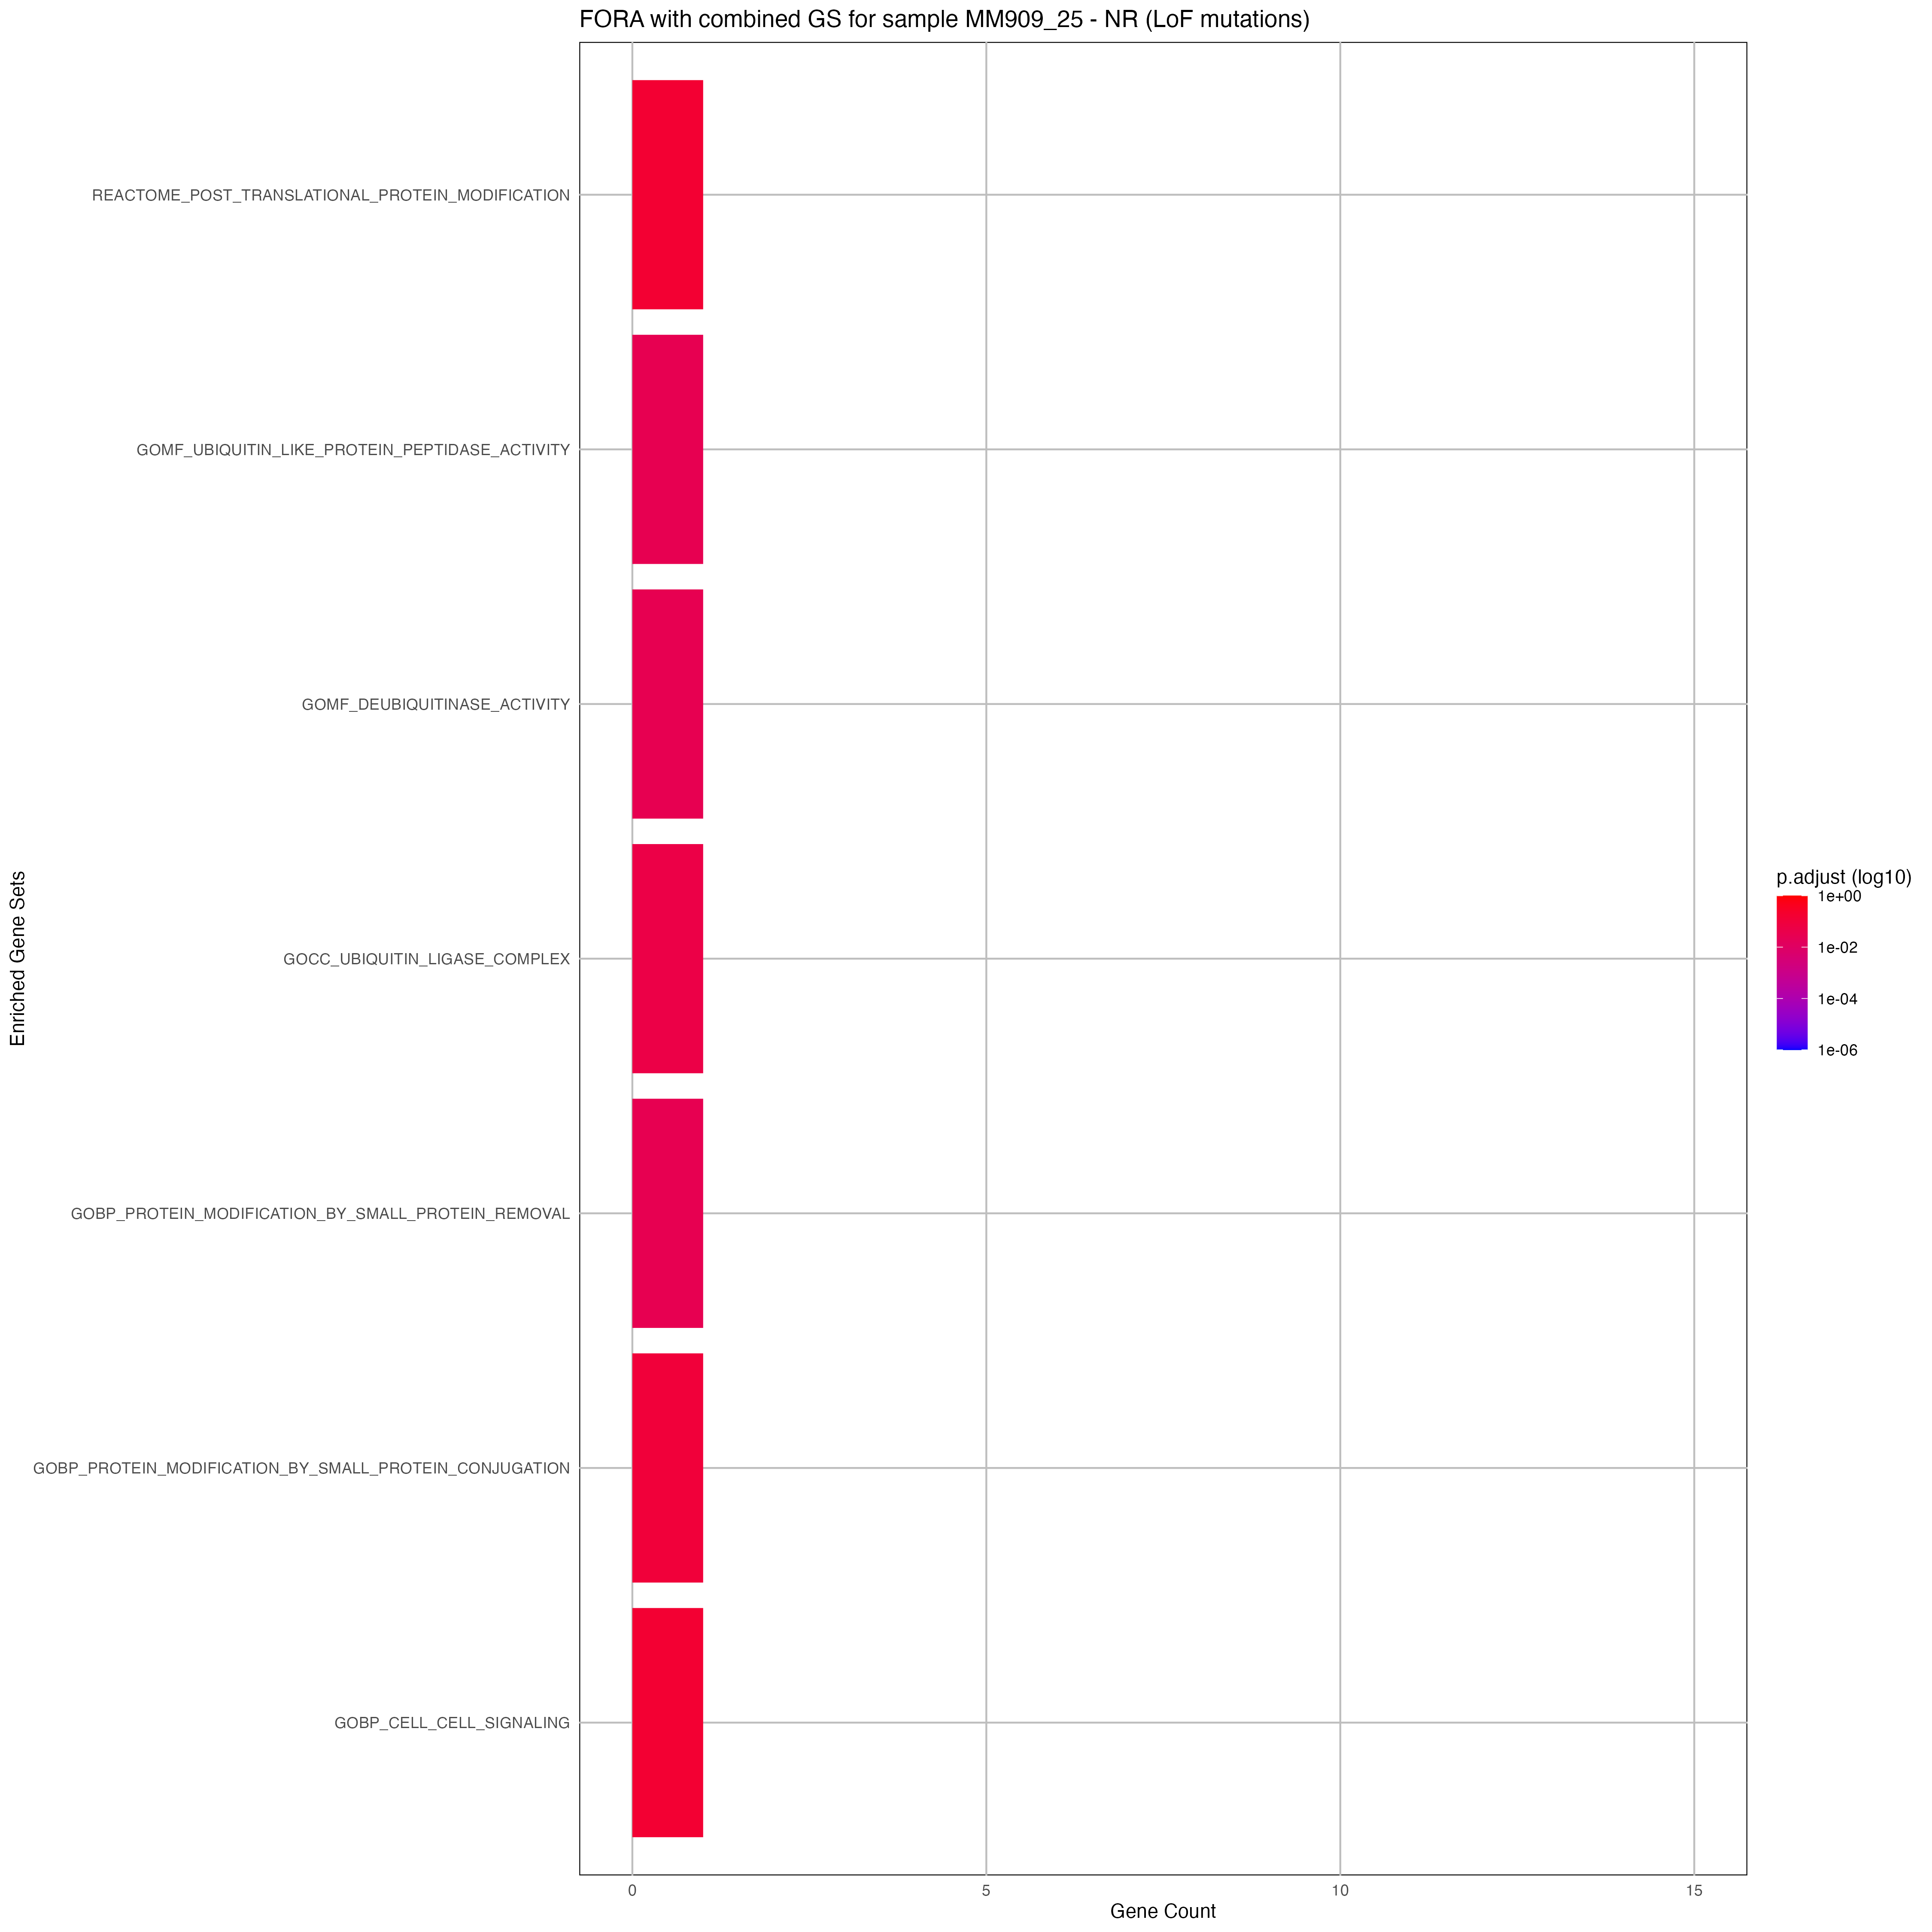 FORA with combined GS for sample MM909_25 - NR (LoF mutations)
REACTOME_POST_TRANSLATIONAL_PROTEIN_MODIFICATION
GOMF_UBIQUITIN_LIKE_PROTEIN_PEPTIDASE_ACTIVITY
GOMF_DEUBIQUITINASE_ACTIVITY
GOCC_UBIQUITIN_LIGASE_COMPLEX
GOBP_PROTEIN_MODIFICATION_BY_SMALL_PROTEIN_REMOVAL
GOBP_PROTEIN_MODIFICATION_BY_SMALL_PROTEIN_CONJUGATION
GOBP_CELL_CELL_SIGNALING
Enriched Gene Sets
0 5 10 15
Gene Count
p.adjust (log10)
1e+00
1e-02
1e-04
1e-06